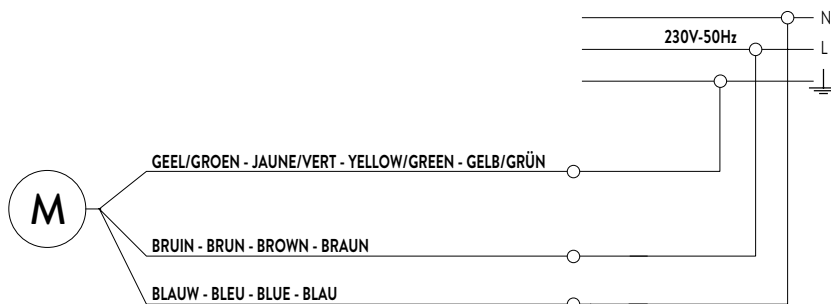 N
230V-50Hz
L
GEEL/GROEN - JAUNE/VERT - YELLOW/GREEN - GELB/GRÜN
M
BRUIN - BRUN - BROWN - BRAUN
BLAUW - BLEU - BLUE - BLAU